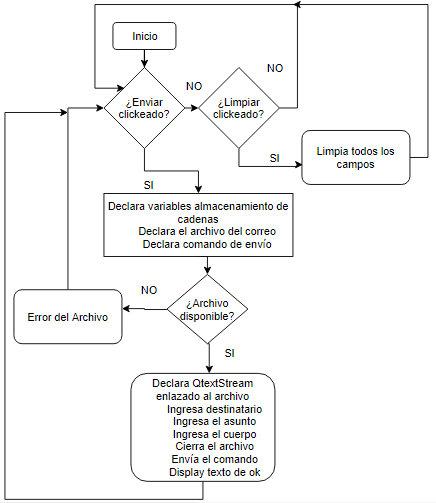 Inicio
¿Enviar
clickeado?
NO
¿Limpiar
clickeado?
NO
SI
Limpia todos los
campos
SI
Declara variables almacenamiento de
cadenas
Declara el archivo del correo
Declara comando de envío
¿Archivo
disponible?
NO
Error del Archivo
SI
Declara QtextStream
enlazado al archivo
Ingresa destinatario
Ingresa el asunto
Ingresa el cuerpo
Cierra el archivo
Envía el comando
Display texto de ok